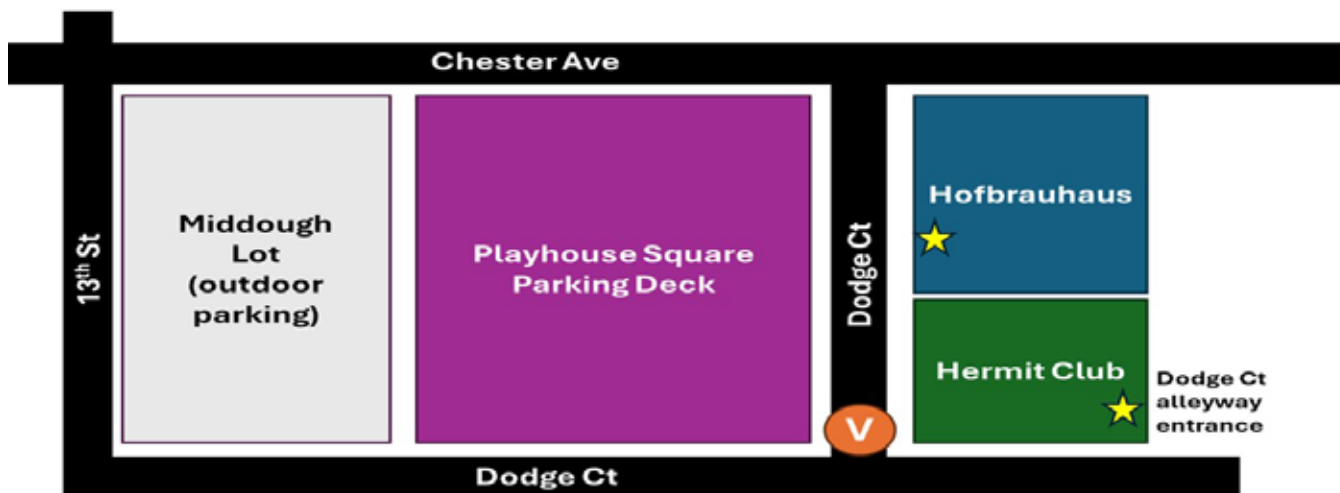 Chester Ave
13th St
Middough
Lot
(outdoor
parking)
Playhouse Square
Parking Deck
Dodge Ct
Hofbrauhaus
Hermit Club
Dodge Ct
alleyway
entrance
V
Dodge Ct